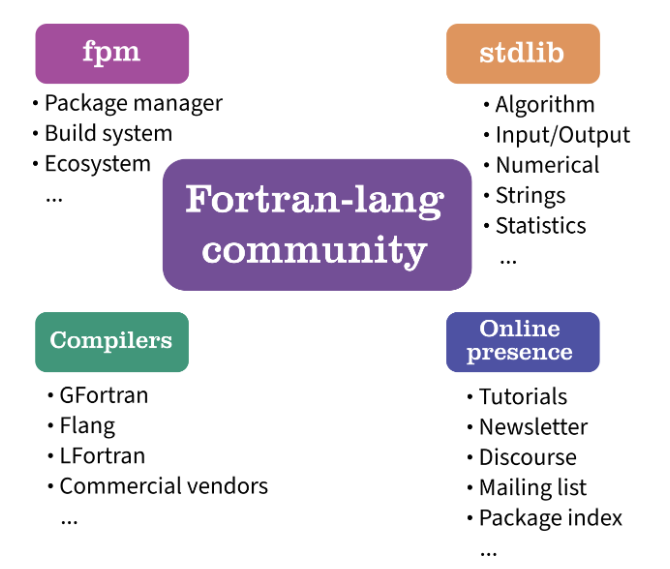 fpm
• Package manager
• Build system
• Ecosystem
...
stdlib
• Algorithm
• Input/Output
• Numerical
• Strings
• Statistics
...
Fortran-lang
community
Compilers
• GFortran
• Flang
• LFortran
• Commercial vendors
...
Online
presence
• Tutorials
• Newsletter
• Discourse
• Mailing list
• Package index
...